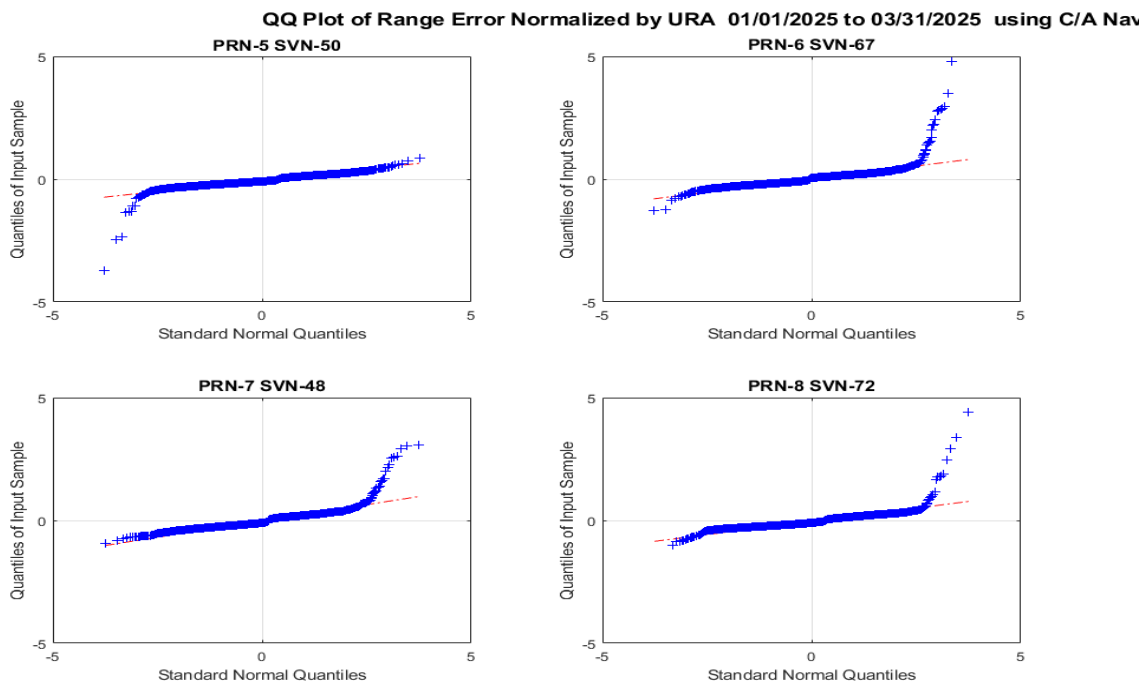 QQ Plot of Range Error Normalized by URA 01/01/2025 to 03/31/2025 using C/A Nav
PRN-5 SVN-50
PRN-6 SVN-67
5
0
-5
Quantiles of Input Sample
-5
0
5
Standard Normal Quantiles
5
0
-5
Quantiles of Input Sample
-5
0
5
Standard Normal Quantiles
PRN-7 SVN-48
PRN-8 SVN-72
5
0
-5
Quantiles of Input Sample
-5
0
5
Standard Normal Quantiles
5
0
-5
Quantiles of Input Sample
-5
0
5
Standard Normal Quantiles